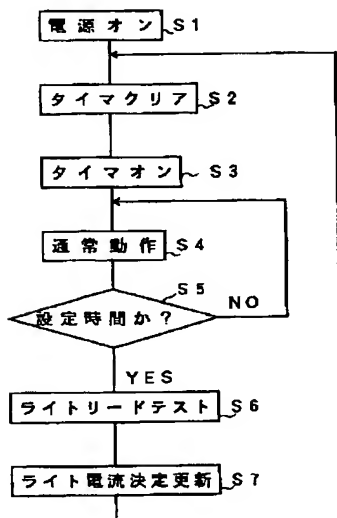 電源オン S1
タイマクリア S2
タイマオン S3
通常動作 S4
S5
設定時間か? NO
YES
ライトリードテスト S6
ライト電流決定更新 S7